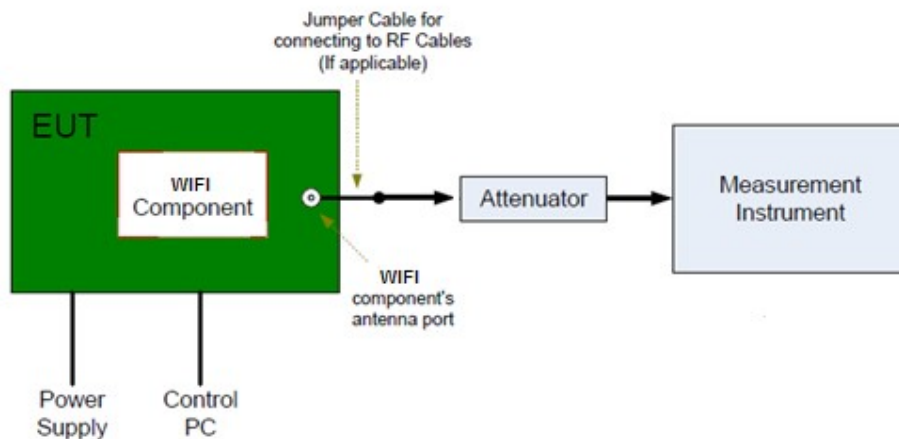 Jumper Cable for
connecting to RF Cables
(If applicable)
EUT
WIFI
Component
Attenuator
Measurement
Instrument
WIFI
component's
antenna port
Power
Supply
Control
PC